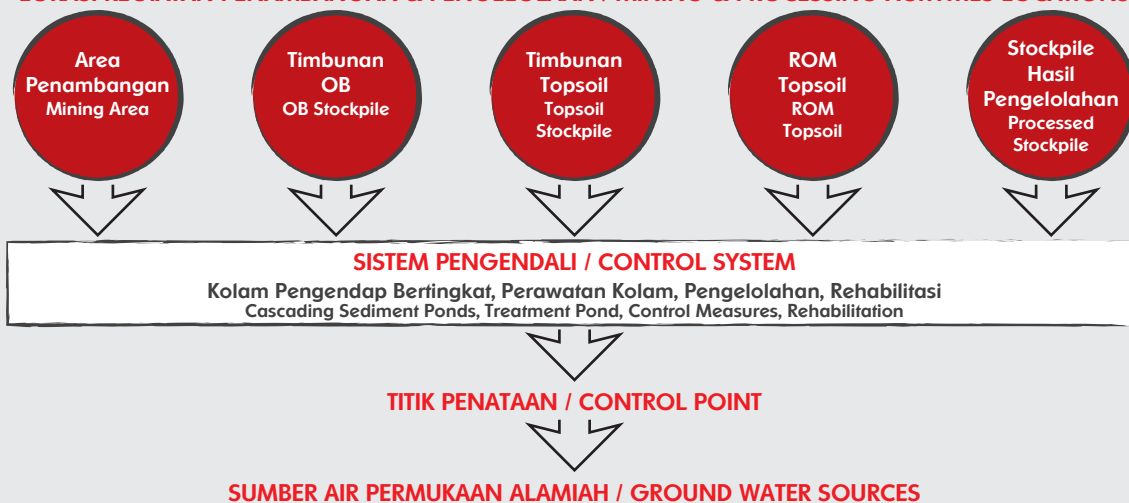 Area
Penambangan
Mining Area
Timbunan
OB
OB Stockpile
Timbunan
Topsoil
Topsoil
Stockpile
ROM
Topsoil
ROM
Topsoil
Stockpile
Hasil
Pengelolahan
Processed
Stockpile
SISTEM PENGENDALI / CONTROL SYSTEM
Kolam Pengendap Bertingkat, Perawatan Kolam, Pengelolahan, Rehabilitasi
Cascading Sediment Ponds, Treatment Pond, Control Measures, Rehabilitation
TITIK PENATAAN / CONTROL POINT
SUMBER AIR PERMUKAAN ALAMIAH / GROUND WATER SOURCES